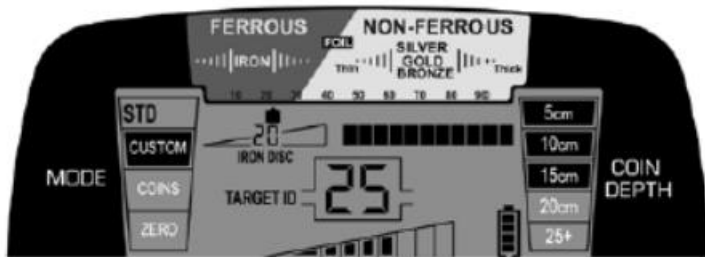 FERROUS NON-FERROUS
FOIL
IRON
SILVER
Thin GOLD Thick
BRONZE
10 20 30 40 50 60 70 80 90
STD
5cm
20
CUSTOM
10cm
IRON DISC
MODE
15cm
COIN
DEPTH
COINS
TARGET ID 25
20cm
ZERO
25+